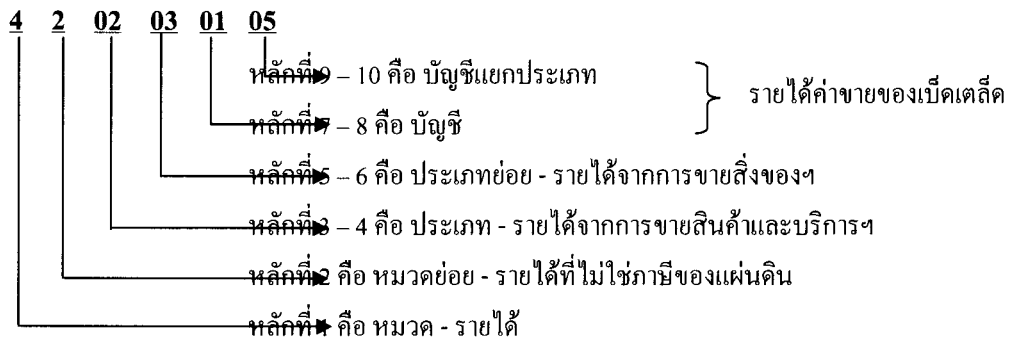 4 2 02 03 01 05
หลักที่ 9 – 10 คือ บัญชีแยกประเภท
รายได้ค่าขายของเบ็ดเตล็ด
หลักที่ 7 – 8 คือ บัญชี
หลักที่ 5 – 6 คือ ประเภทย่อย - รายได้จากการขายสิ่งของฯ
หลักที่ 3 – 4 คือ ประเภท - รายได้จากการขายสินค้าและบริการฯ
หลักที่ 2 คือ หมวดย่อย - รายได้ที่ไม่ใช่ภาษีของแผ่นดิน
หลักที่ 1 คือ หมวด - รายได้